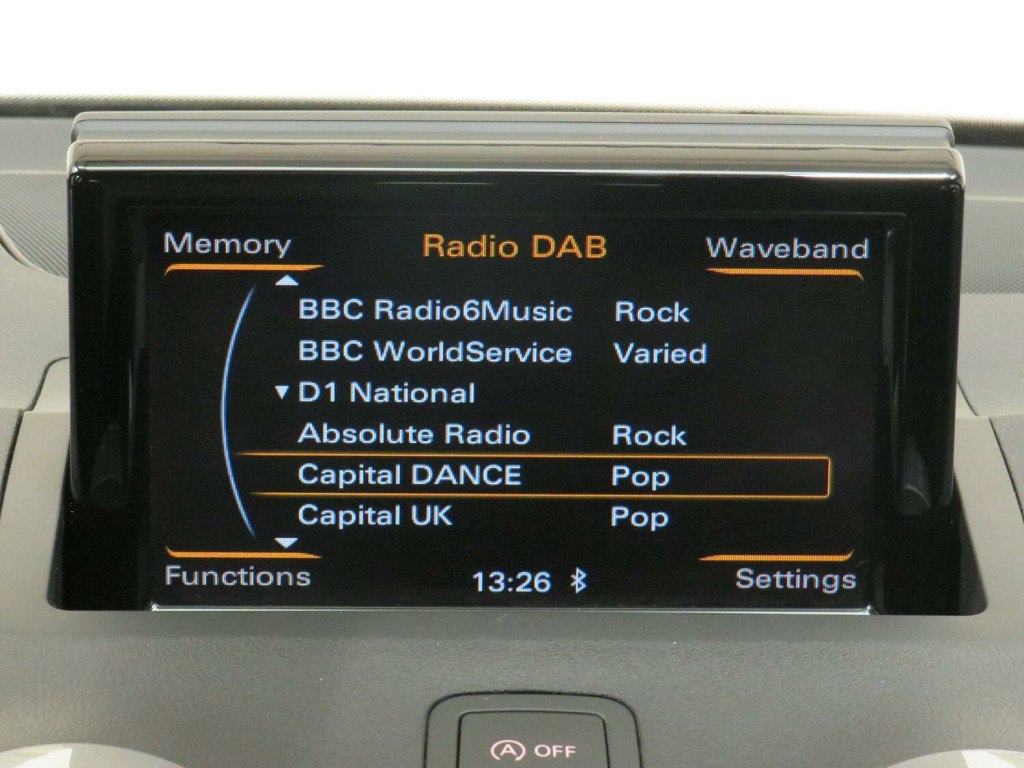 Memory Radio DAB Waveband
BBC Radio6Music Rock
BBC WorldService Varied
▼ D1 National
Absolute Radio Rock
Capital DANCE Pop
Capital UK Pop
Functions 13:26 Settings
A OFF